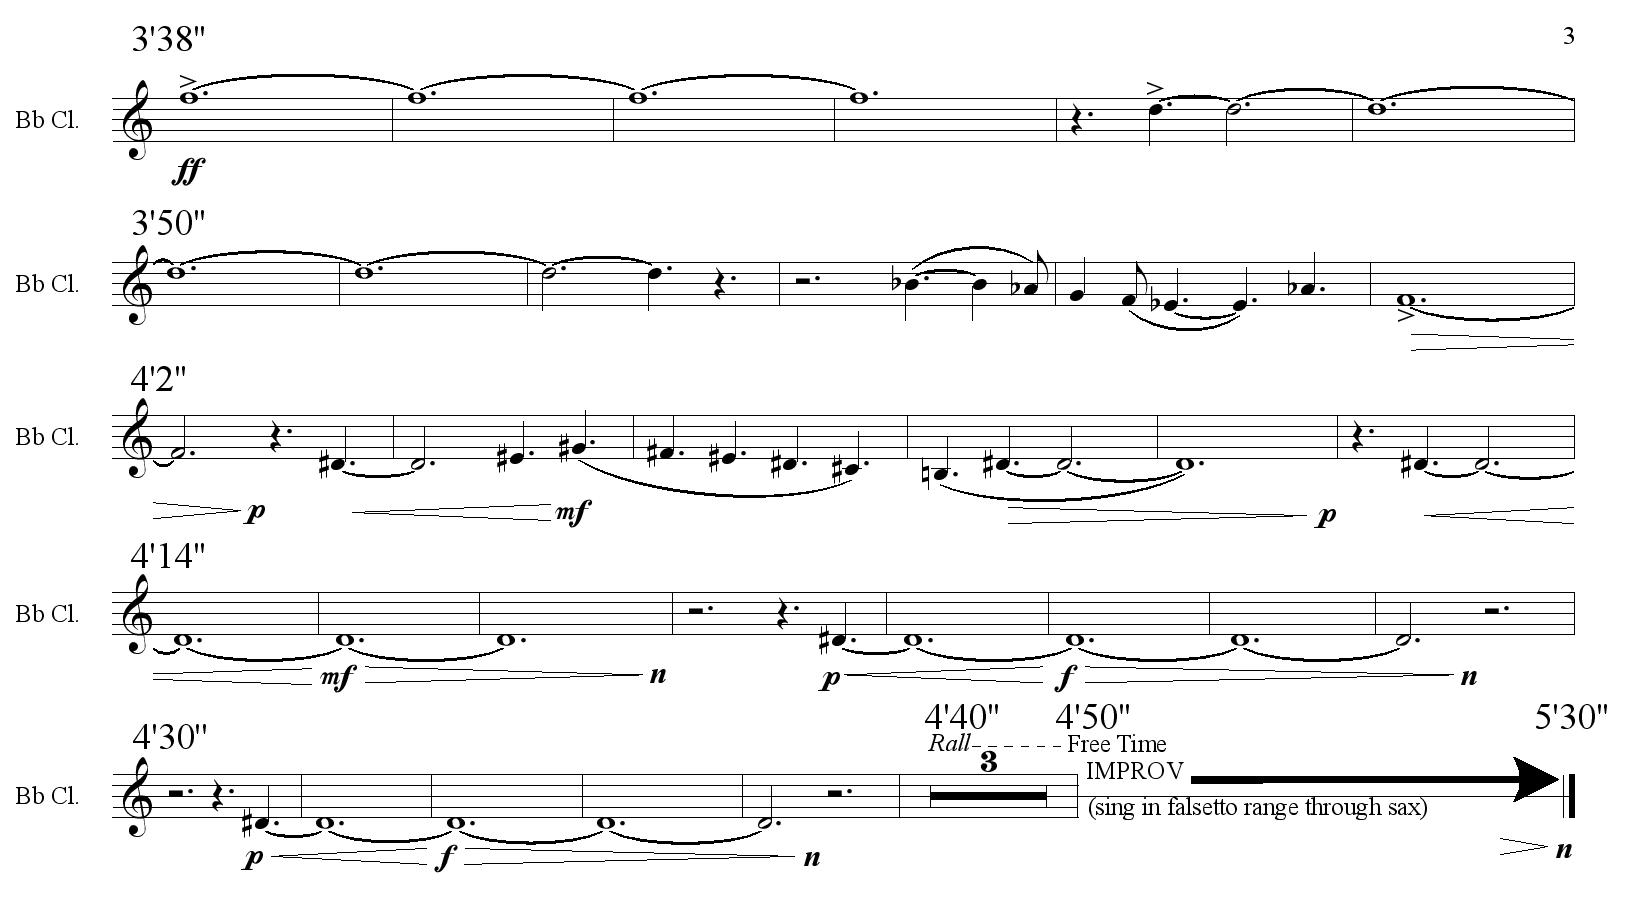 3'38"
3
Bb Cl.
ff
3'50"
Bb Cl.
4'2"
Bb Cl.
p mf p
4'14"
Bb Cl.
mf n p f n
4'30" 4'40" 4'50" 5'30"
Rall Free Time
3
IMPROV
Bb Cl.
(sing in falsetto range through sax)
p f n n